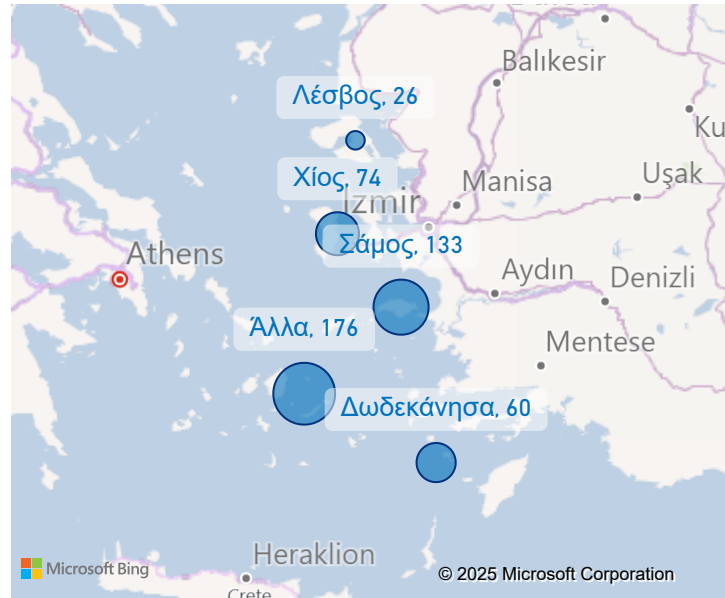 Balıkesir
Λέσβος, 26
Ku
Χίος, 74
Manisa
Uşak
İzmir
Σάμος, 133
Athens
Aydın
Denizli
Άλλα, 176
Mentese
Δωδεκάνησα, 60
Heraklion
Microsoft Bing
© 2025 Microsoft Corporation
Crete